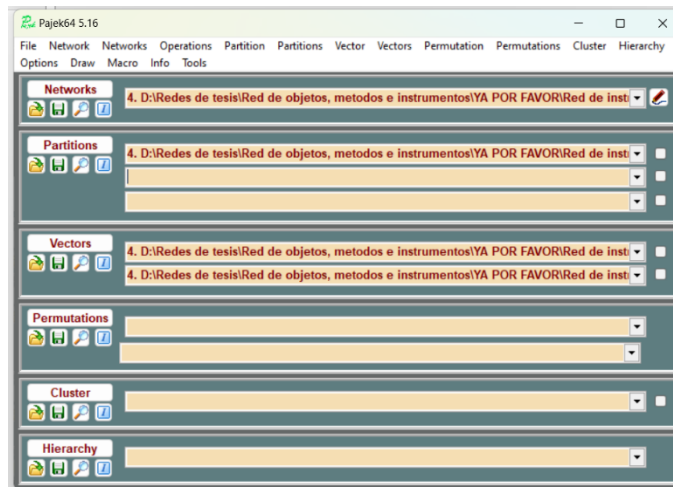 Pajek64 5.16
File Network Networks Operations Partition Partitions Vector Vectors Permutation Permutations Cluster Hierarchy
Options Draw Macro Info Tools
Networks
4. D:\Redes de tesis\Red de objetos, metodos e instrumentos\YA POR FAVOR\Red de inst
Partitions
4. D:\Redes de tesis\Red de objetos, metodos e instrumentos\YA POR FAVOR\Red de inst
Vectors
4. D:\Redes de tesis\Red de objetos, metodos e instrumentos\YA POR FAVOR\Red de inst
4. D:\Redes de tesis\Red de objetos, metodos e instrumentos\YA POR FAVOR\Red de inst
Permutations
Cluster
Hierarchy